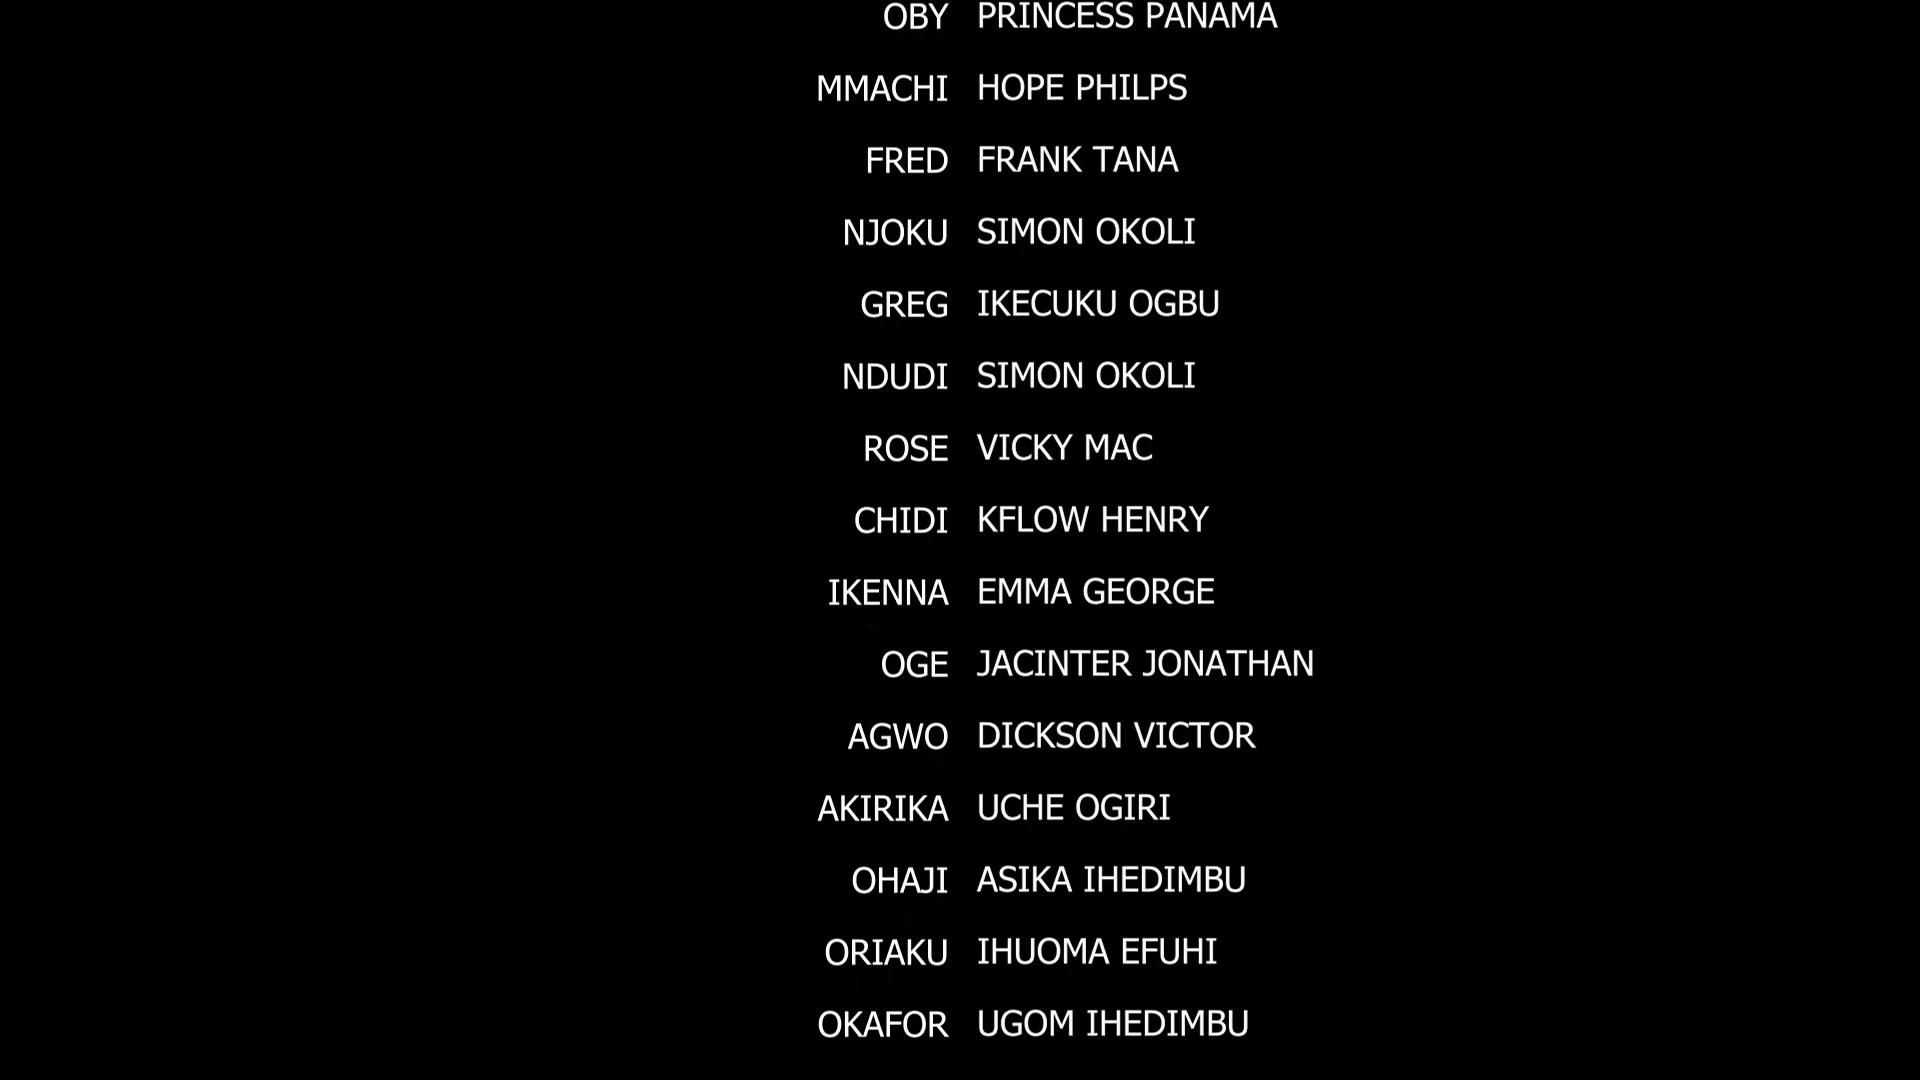 OBY PRINCESS PANAMA
MMACHI HOPE PHILPS
FRED FRANK TANA
NJOKU SIMON OKOLI
GREG IKECUKU OGBU
NDUDI SIMON OKOLI
ROSE VICKY MAC
CHIDI KFLOW HENRY
IKENNA EMMA GEORGE
OGE JACINTER JONATHAN
AGWO DICKSON VICTOR
AKIRIKA UCHE OGIRI
OHAJI ASIKA IHEDIMBU
ORIAKU IHUOMA EFUHI
OKAFOR UGOM IHEDIMBU